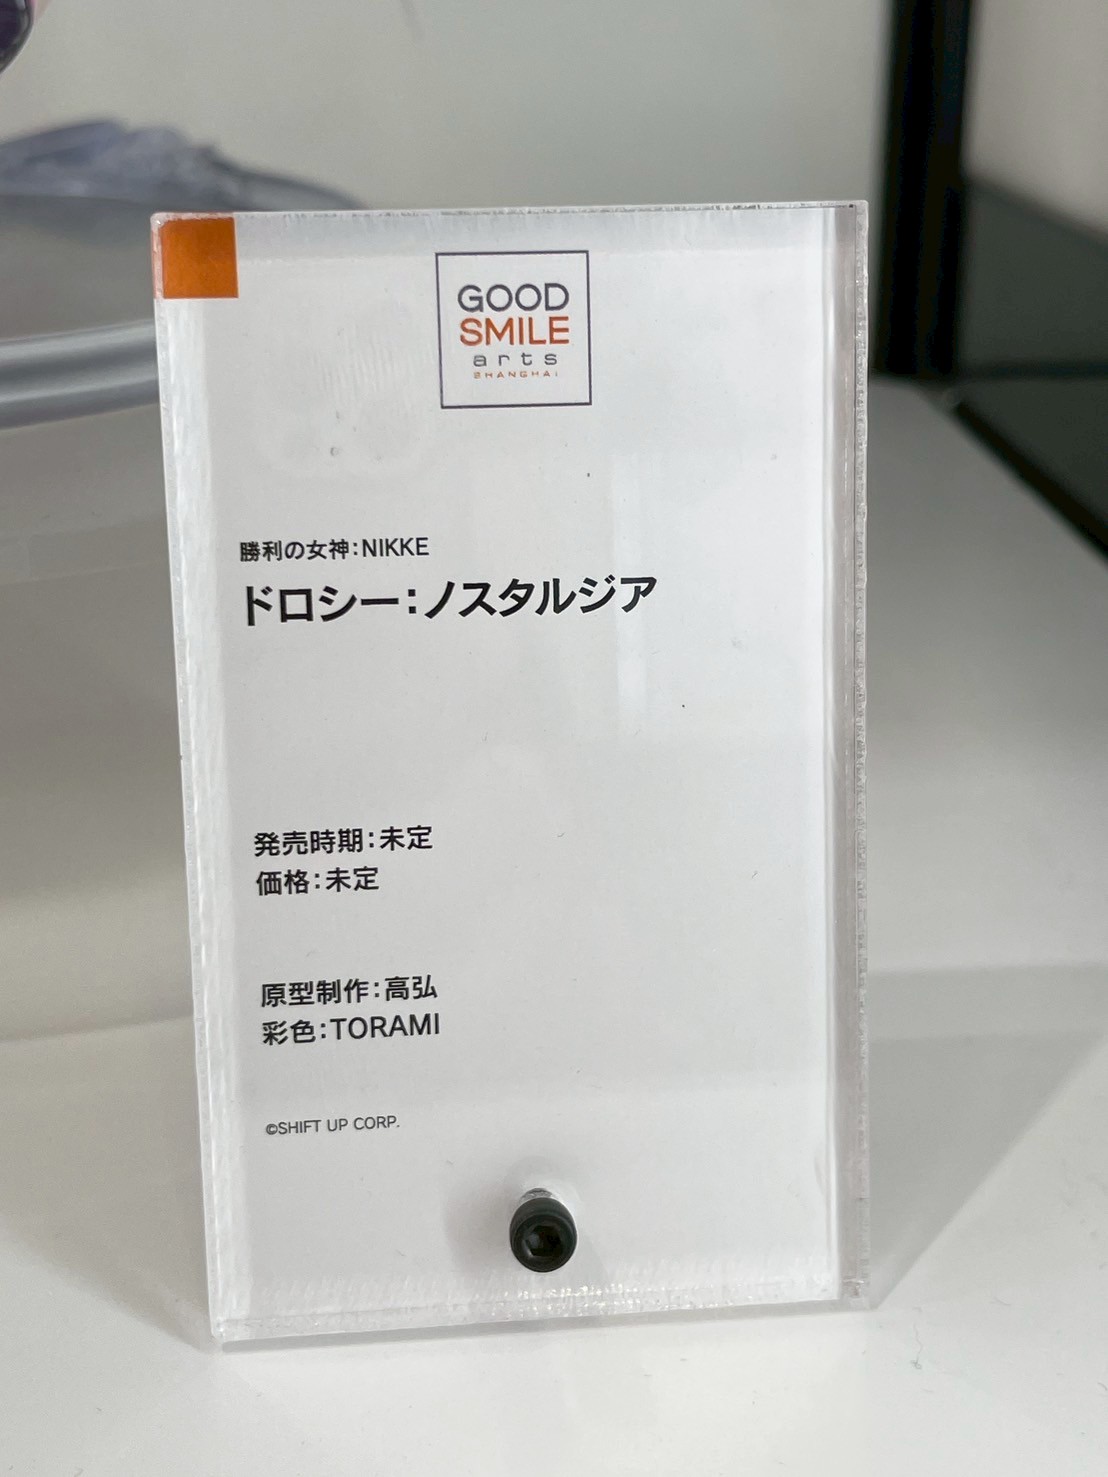 GOOD
SMILE
arts
SHANGHAI
勝利の女神:NIKKE
ドロシー:ノスタルジア
発売時期:未定
価格:未定
原型制作:高弘
彩色:TORAMI
©SHIFT UP CORP.